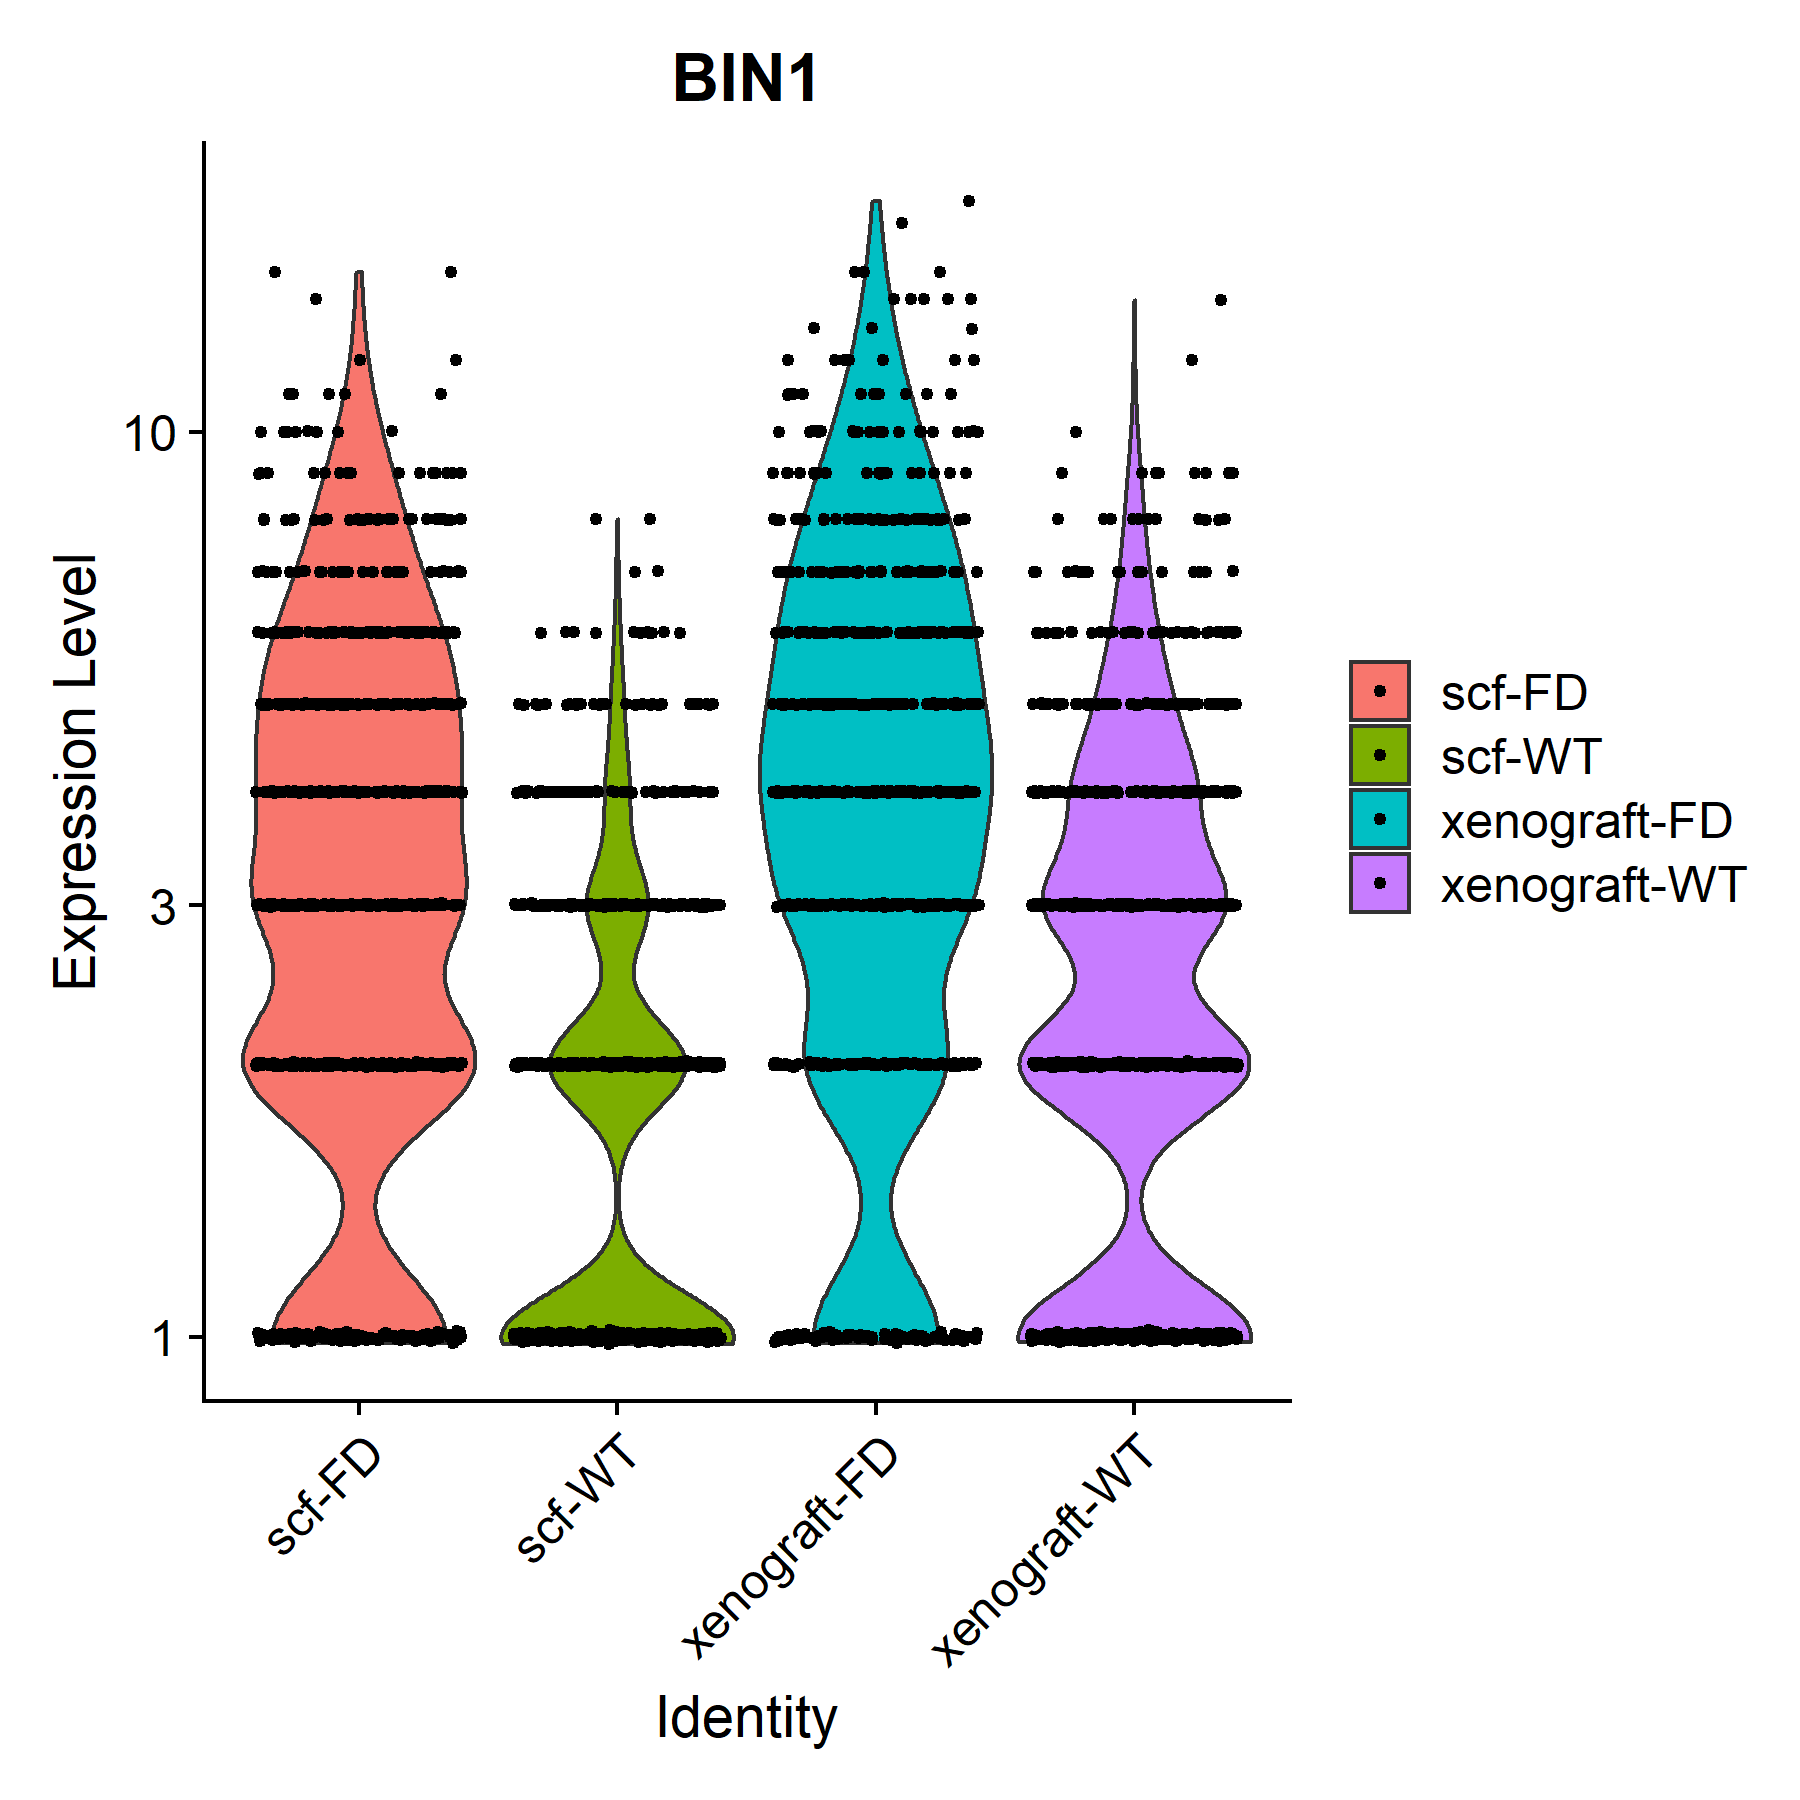 BIN1
Expression Level
10
3
1
scf-FD
scf-WT
xenograft-FD
xenograft-WT
Identity
scf-FD
scf-WT
xenograft-FD
xenograft-WT